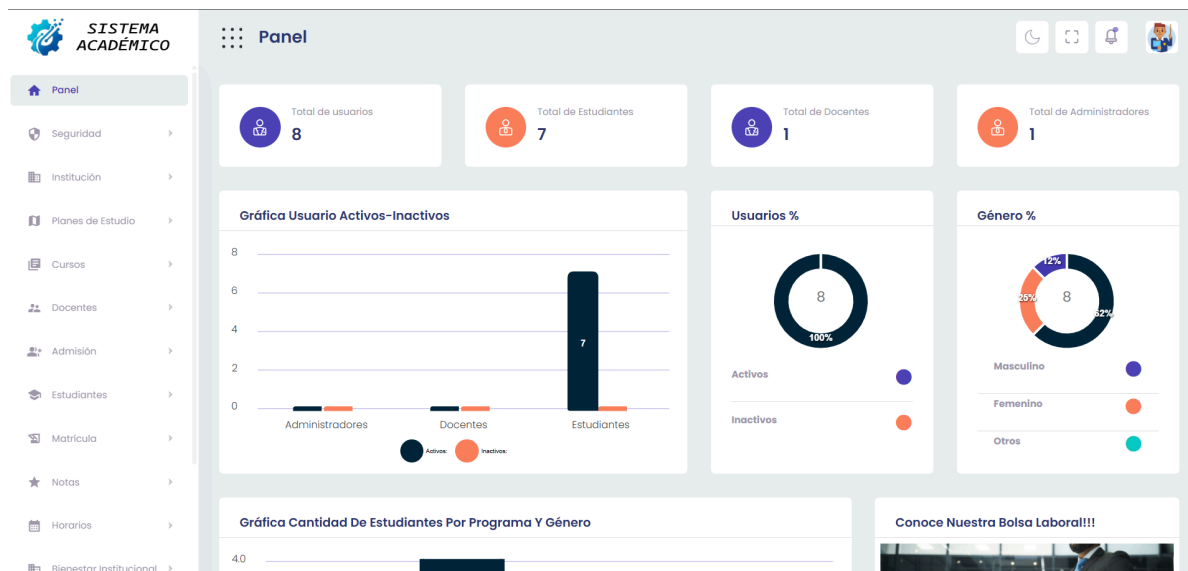 SISTEMA
ACADÉMICO
Panel
Panel
Seguridad
Institución
Planes de Estudio
Cursos
Docentes
Admisión
Estudiantes
Matrícula
Notas
Horarios
Bienestar Institucional
Total de usuarios
8
Total de Estudiantes
7
Total de Docentes
1
Total de Administradores
1
Gráfica Usuario Activos-Inactivos
8
6
4
2
0
7
Administradores
Docentes
Estudiantes
Activos:
Inactivos:
Usuarios %
8
100%
Activos
Inactivos
Género %
12%
25%
8
62%
Masculino
Femenino
Otros
Gráfica Cantidad De Estudiantes Por Programa Y Género
4.0
Conoce Nuestra Bolsa Laboral!!!